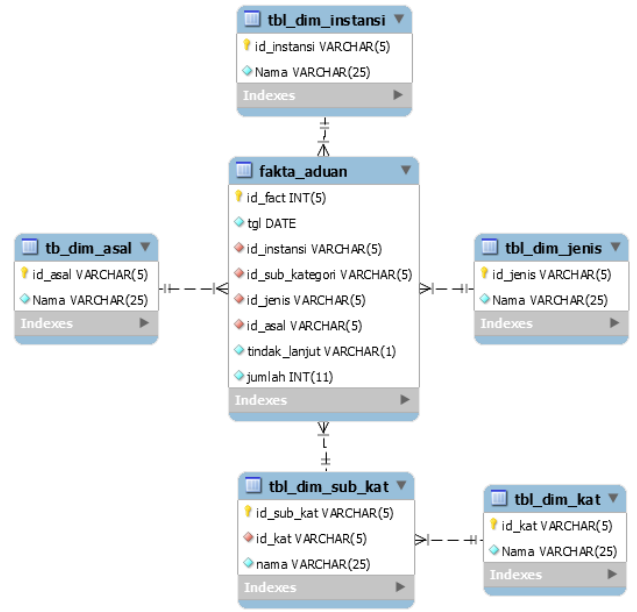 tbl_dim_instansi
id_instansi VARCHAR(5)
Nama VARCHAR(25)
Indexes
fakta_aduan
id_fact INT(5)
tgl DATE
id_instansi VARCHAR(5)
id_sub_kategori VARCHAR(5)
id_jenis VARCHAR(5)
id_asal VARCHAR(5)
tindak_lanjut VARCHAR(1)
jumlah INT(11)
Indexes
tb_dim_asal
id_asal VARCHAR(5)
Nama VARCHAR(25)
Indexes
tbl_dim_jenis
id_jenis VARCHAR(5)
Nama VARCHAR(25)
Indexes
tbl_dim_sub_kat
id_sub_kat VARCHAR(5)
id_kat VARCHAR(5)
nama VARCHAR(25)
Indexes
tbl_dim_kat
id_kat VARCHAR(5)
Nama VARCHAR(25)
Indexes